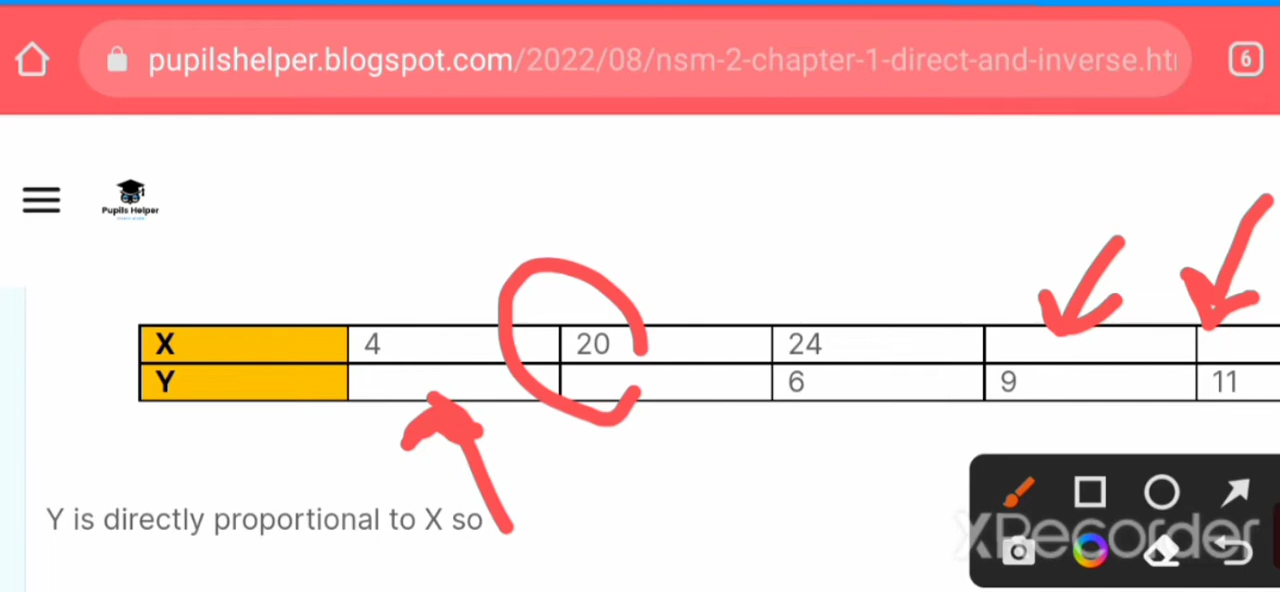 pupilshelper.blogspot.com/2022/08/nsm-2-chapter-1-direct-and-inverse.ht
6
Pupils Helper
X 4 20 24
Y 6 9 11
Y is directly proportional to X so
XRecorder